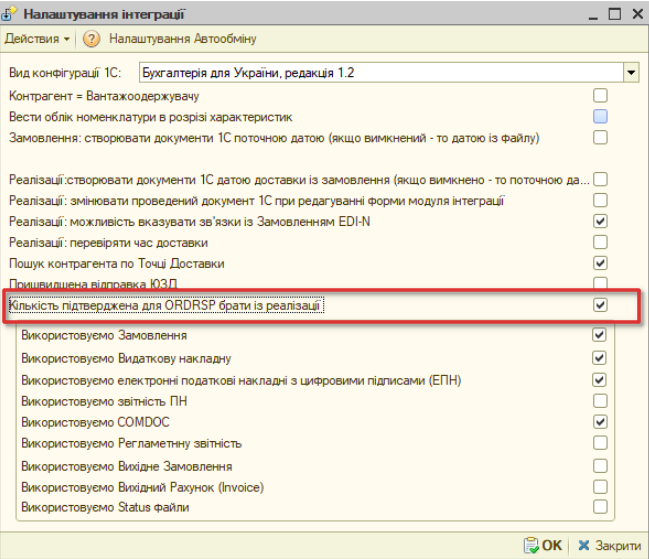 Налаштування інтеграції
Действия ? Налаштування Автообміну
Вид конфігурації 1С: Бухгалтерія для України, редакція 1.2
Контрагент = Вантажоодержувачу
Вести облік номенклатури в розрізі характеристик
Замовлення: створювати документи 1С поточною датою (якщо вимкнений - то датою із файлу)
Реалізації:створювати документи 1С датою доставки із замовлення (якщо вимкнено - то поточною да...
Реалізації: змінювати проведений документ 1С при редагуванні форми модуля інтеграції
Реалізації: можливість вказувати зв'язки із Замовленням EDI-N
Реалізації: перевіряти час доставки
Пошук контрагента по Точці Доставки
Пришвидшена відправка ЮЗД
Кількість підтверджена для ORDRSP брати із реалізації
Використовуємо Замовлення
Використовуємо Видаткову накладну
Використовуємо електронні податкові накладні з цифровими підписами (ЕПН)
Використовуємо звітність ПН
Використовуємо COMDOC
Використовуємо Регламетнну звітність
Використовуємо Вихідне Замовлення
Використовуємо Вихідний Рахунок (Invoice)
Використовуємо Status файли
OK Закрити